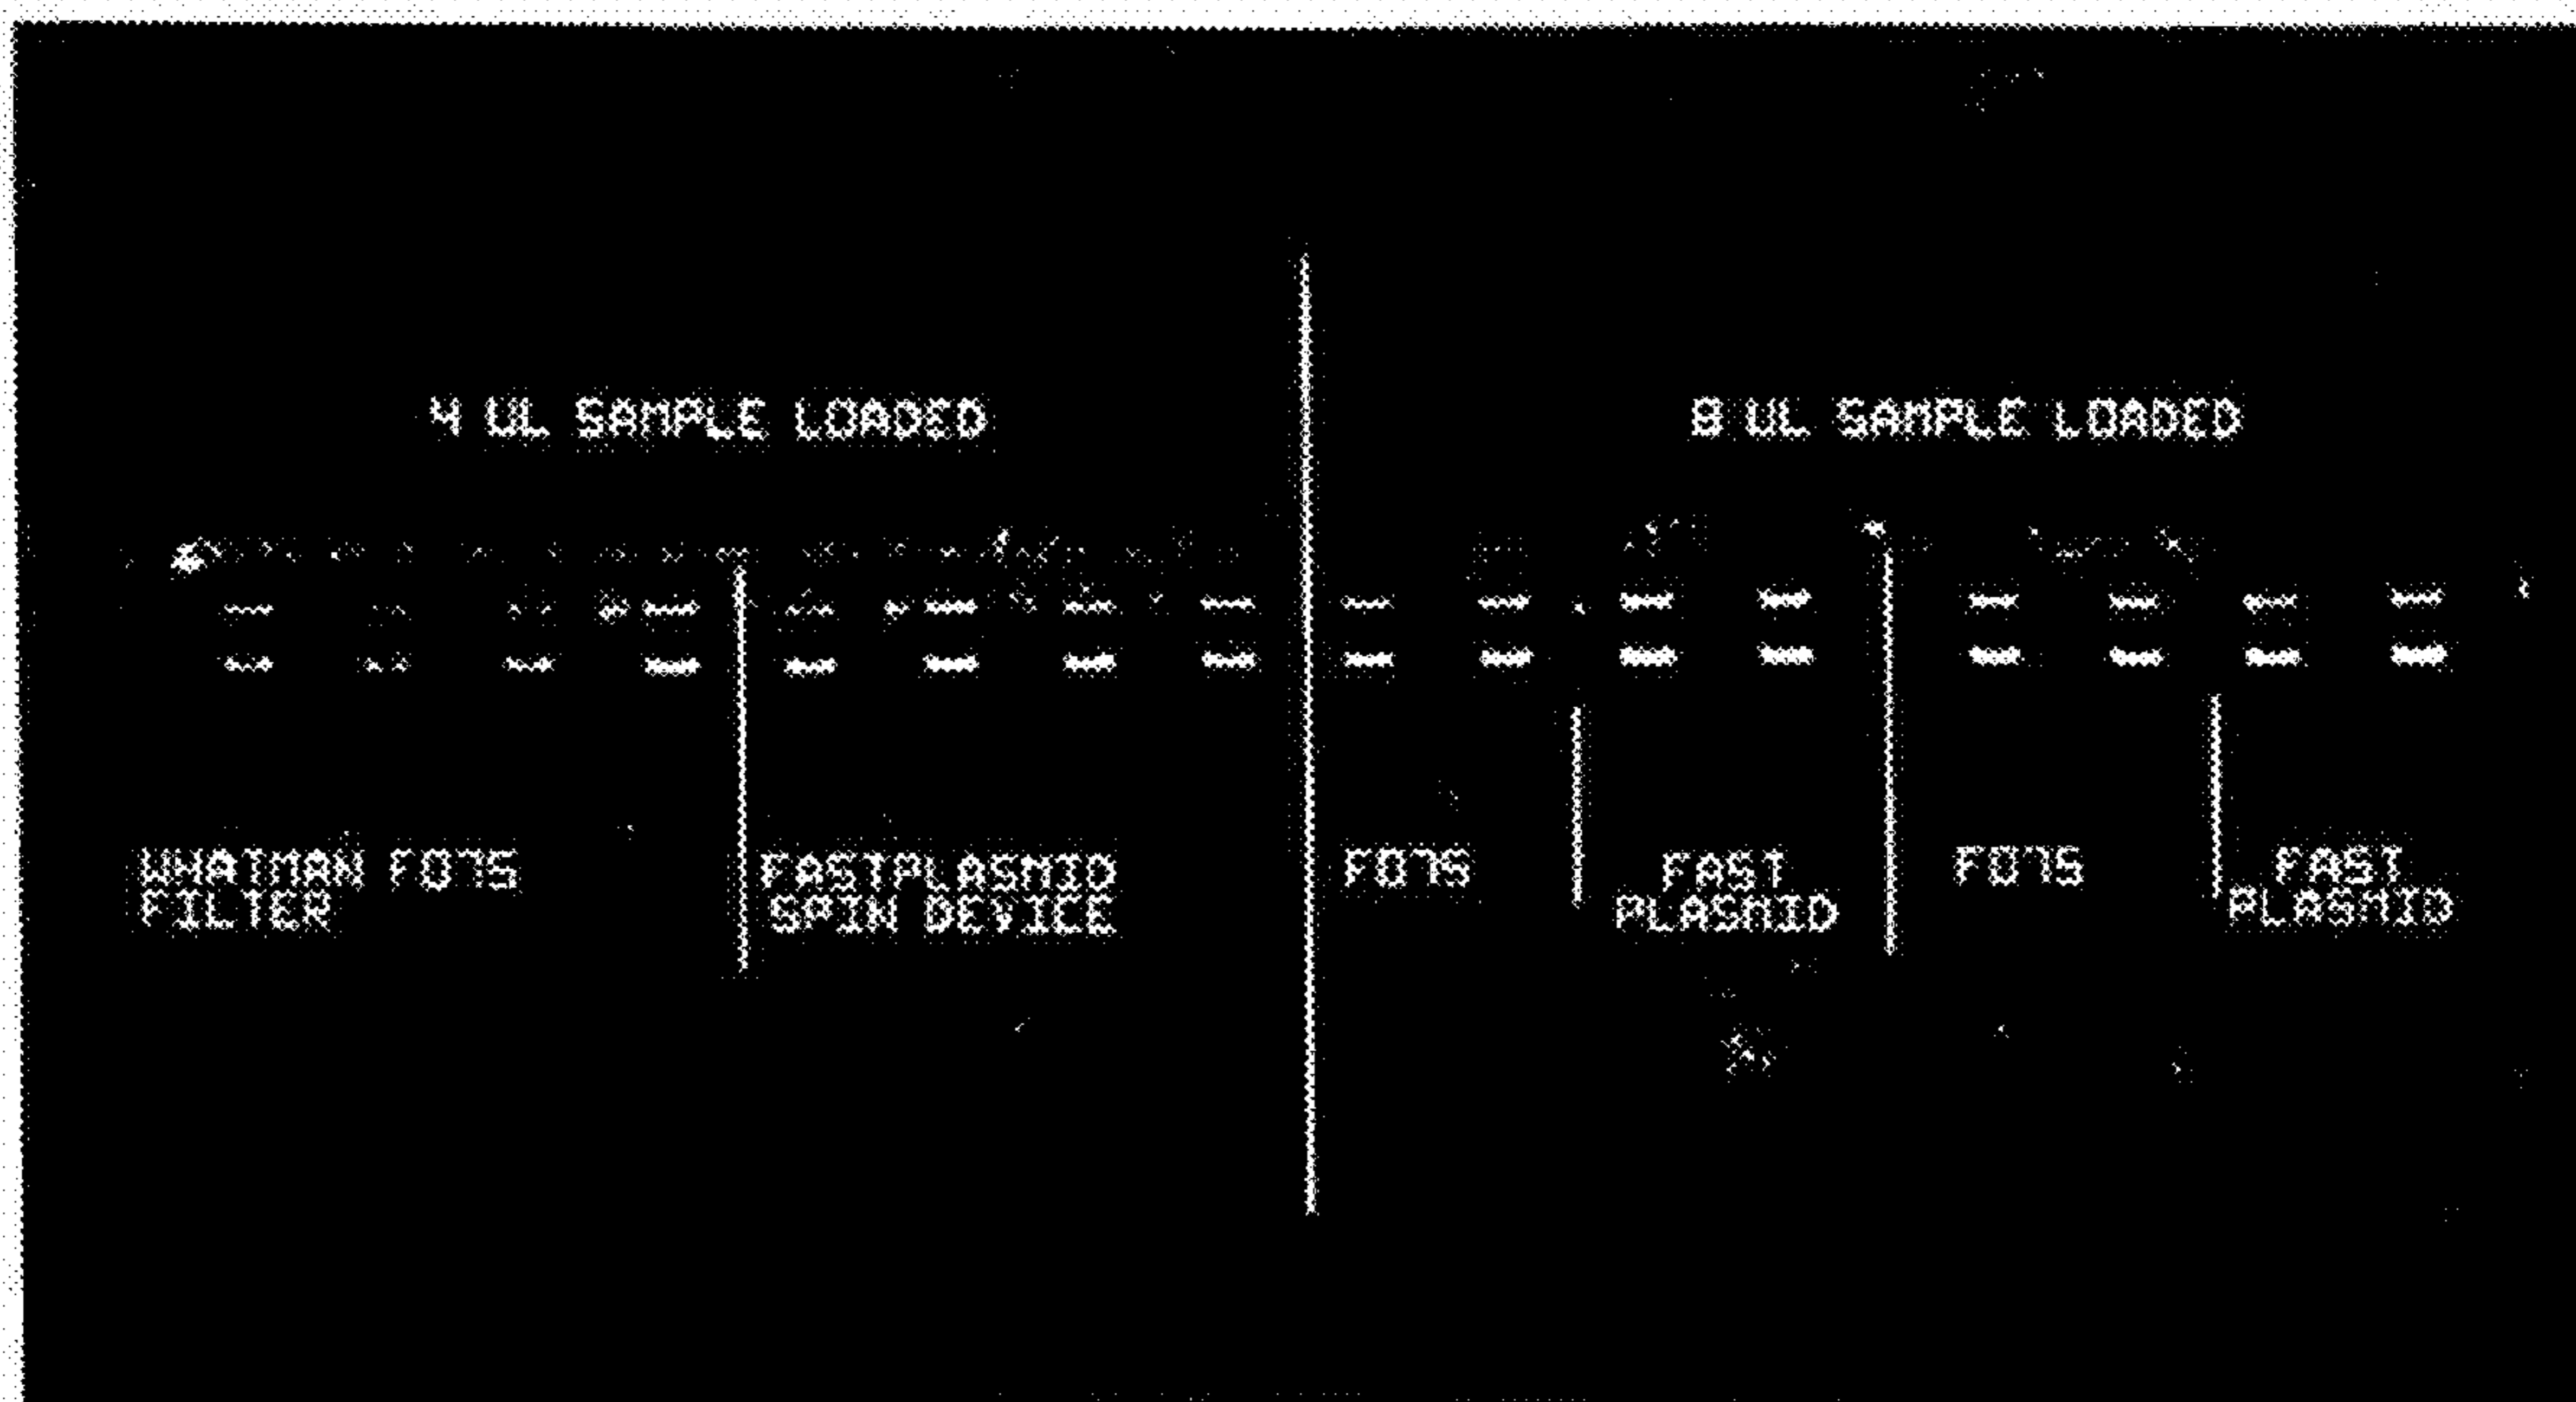 4 UL SAMPLE LOADED
8 UL SAMPLE LOADED
WHATMAN F075
FILTER
FASTPLASMID
SPIN DEVICE
F075
FAST
PLASMID
F075
FAST
PLASMID